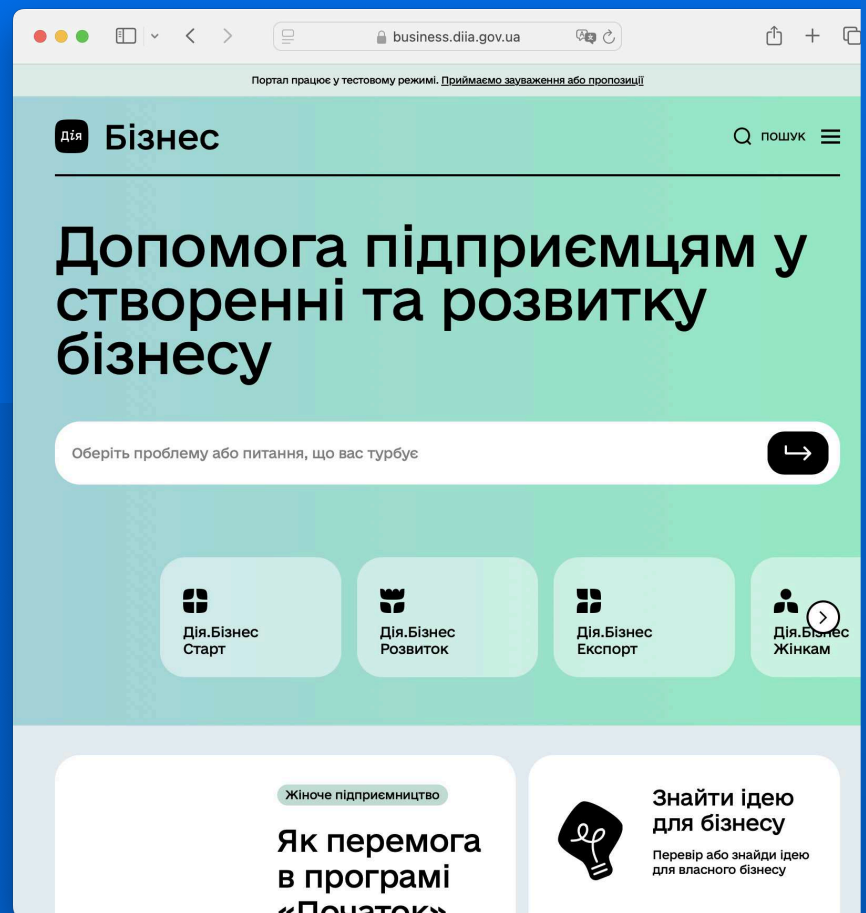 business.diia.gov.ua
Портал працює у тестовому режимі. Приймаємо зауваження або пропозиції
Дія Бізнес
пошук
Допомога підприємцям у
створенні та розвитку
бізнесу
Оберіть проблему або питання, що вас турбує
Дія.Бізнес
Старт
Дія.Бізнес
Розвиток
Дія.Бізнес
Експорт
Дія.Бізнес
Жінкам
Жіноче підприємництво
Як перемога
в програмі
«Початок»
Знайти ідею
для бізнесу
Перевір або знайди ідею
для власного бізнесу